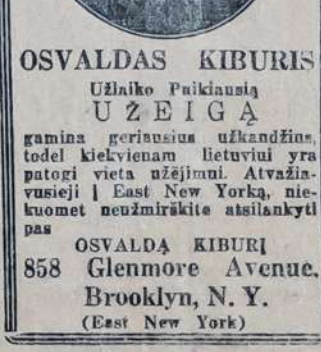 OSVALDAS KIBURIS
Užlaiko Puikiausią
UŽEIGĄ
gamina geriausius užkandžius,
todel kiekvienam lietuviui yra
patogi vieta užėjimui. Atvažia-
vusieji į East New Yorką, nie-
kuomet neužmirškite atsilankyti
pas
OSVALDĄ KIBURĮ
858 Glenmore Avenue,
Brooklyn, N. Y.
(East New York)